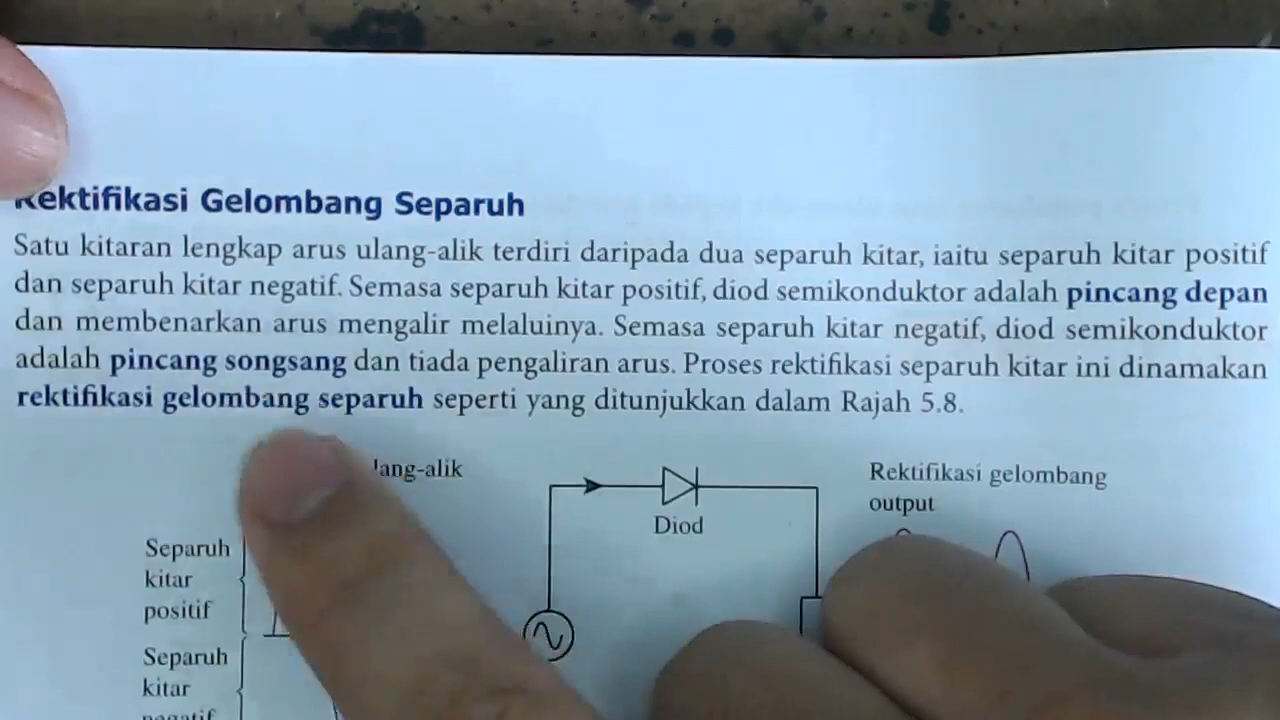 Rektifikasi Gelombang Separuh
Satu kitaran lengkap arus ulang-alik terdiri daripada dua separuh kitar, iaitu separuh kitar positif
dan separuh kitar negatif. Semasa separuh kitar positif, diod semikonduktor adalah pincang depan
dan membenarkan arus mengalir melaluinya. Semasa separuh kitar negatif, diod semikonduktor
adalah pincang songsang dan tiada pengaliran arus. Proses rektifikasi separuh kitar ini dinamakan
rektifikasi gelombang separuh seperti yang ditunjukkan dalam Rajah 5.8.
lang-alik
Diod
Rektifikasi gelombang
output
Separuh
kitar
positif
Separuh
kitar
negatif